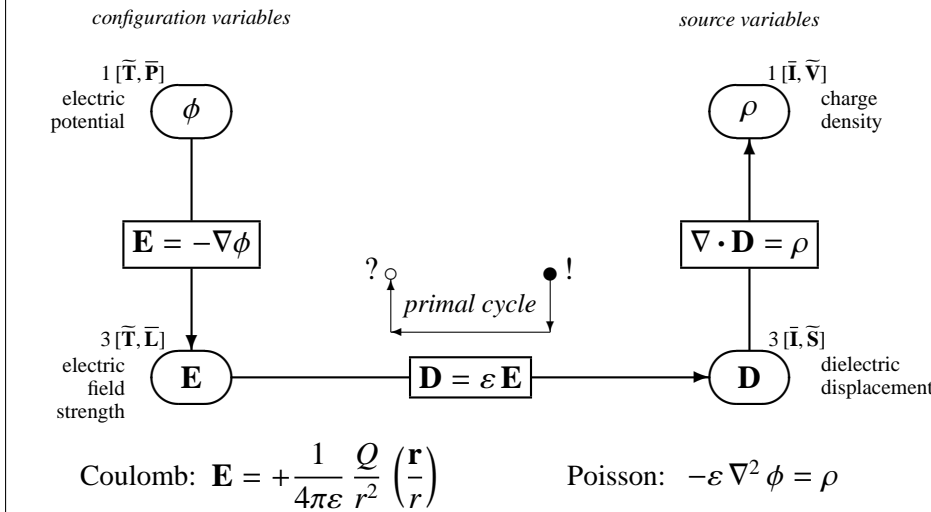 configuration variables
source variables
1 [T̃, P̄]
electric
potential
ϕ
1 [Ī, Ṽ]
ρ
charge
density
E = −∇ϕ
∇ · D = ρ
? !
primal cycle
3 [T̃, L̄]
electric
field
strength
E
D = ε E
3 [Ī, S̃]
D
dielectric
displacement
Coulomb: E = +1/4πε Q/r² (r/r)
Poisson: −ε ∇² ϕ = ρ